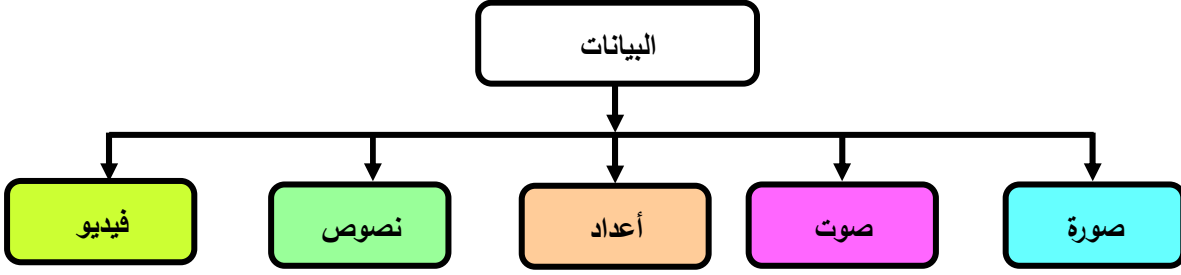 البيانات
صورة
صوت
أعداد
نصوص
فيديو